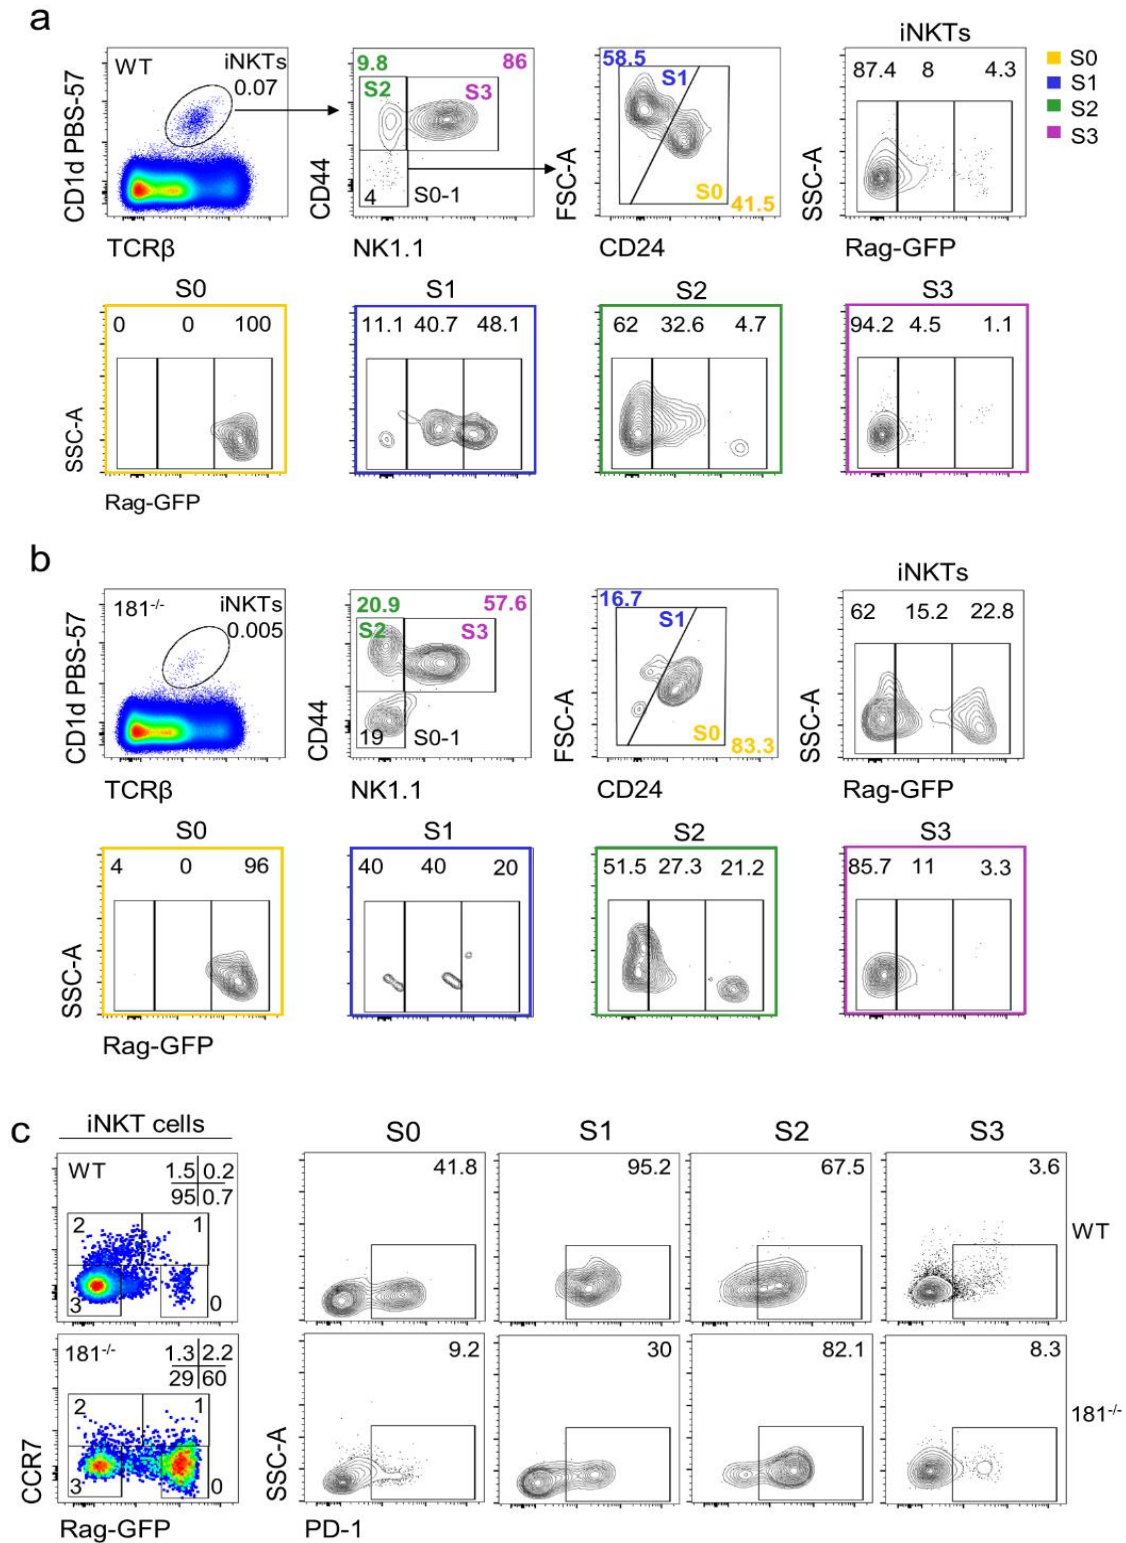 a
WT
iNKTs
0.07
CD1d PBS-57
TCRβ
9.8
86
S2
S3
4
S0-1
CD44
NK1.1
58.5
S1
S0
41.5
FSC-A
CD24
iNKTs
87.4 8 4.3
SSC-A
Rag-GFP
S0
S1
S2
S3
S0
0 0 100
SSC-A
Rag-GFP
S1
11.1 40.7 48.1
S2
62 32.6 4.7
S3
94.2 4.5 1.1
b
181-/-
iNKTs
0.005
CD1d PBS-57
TCRβ
20.9
57.6
S2
S3
19
S0-1
CD44
NK1.1
16.7
S1
S0
83.3
FSC-A
CD24
iNKTs
62 15.2 22.8
SSC-A
Rag-GFP
S0
4 0 96
SSC-A
Rag-GFP
S1
40 40 20
S2
51.5 27.3 21.2
S3
85.7 11 3.3
c
iNKT cells
S0 S1 S2 S3
WT
1.5 0.2
95 0.7
2 1
3 0
41.8
95.2
67.5
3.6
WT
181-/-
1.3 2.2
29 60
2 1
3 0
CCR7
Rag-GFP
9.2
30
82.1
8.3
181-/-
SSC-A
PD-1